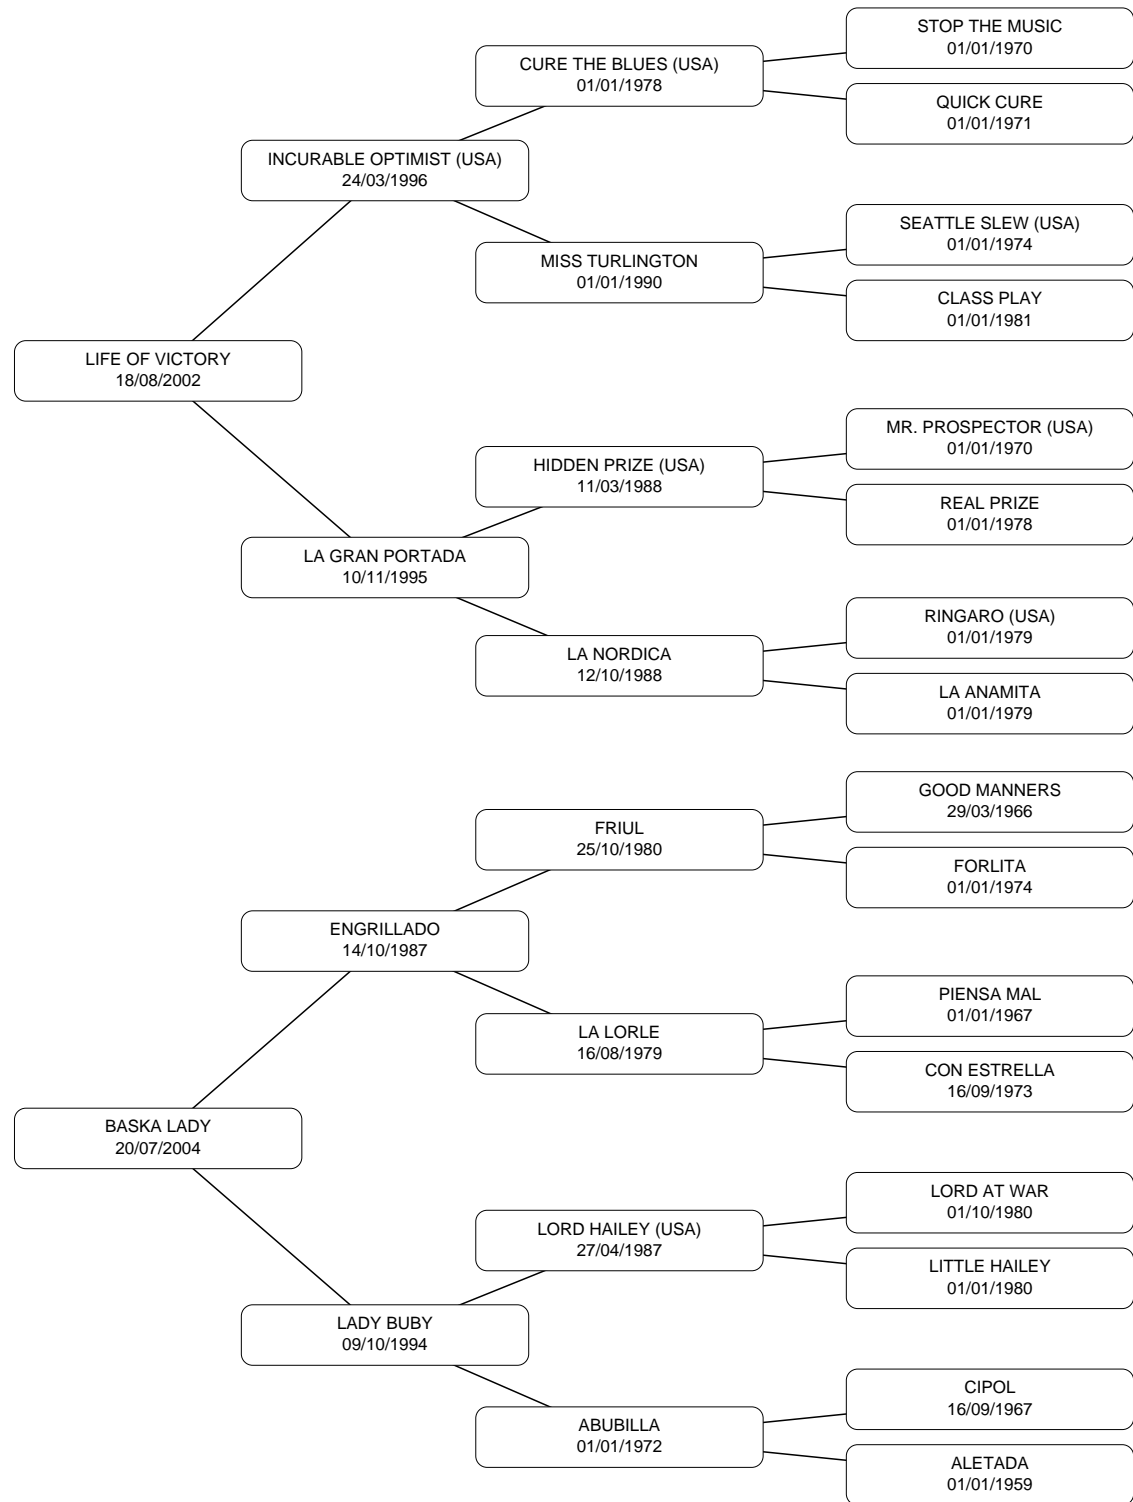 STOP THE MUSIC
01/01/1970
CURE THE BLUES (USA)
01/01/1978
QUICK CURE
01/01/1971
INCURABLE OPTIMIST (USA)
24/03/1996
SEATTLE SLEW (USA)
01/01/1974
MISS TURLINGTON
01/01/1990
CLASS PLAY
01/01/1981
LIFE OF VICTORY
18/08/2002
MR. PROSPECTOR (USA)
01/01/1970
HIDDEN PRIZE (USA)
11/03/1988
REAL PRIZE
01/01/1978
LA GRAN PORTADA
10/11/1995
RINGARO (USA)
01/01/1979
LA NORDICA
12/10/1988
LA ANAMITA
01/01/1979
GOOD MANNERS
29/03/1966
FRIUL
25/10/1980
FORLITA
01/01/1974
ENGRILLADO
14/10/1987
PIENSA MAL
01/01/1967
LA LORLE
16/08/1979
CON ESTRELLA
16/09/1973
BASKA LADY
20/07/2004
LORD AT WAR
01/10/1980
LORD HAILEY (USA)
27/04/1987
LITTLE HAILEY
01/01/1980
LADY BUBY
09/10/1994
CIPOL
16/09/1967
ABUBILLA
01/01/1972
ALETADA
01/01/1959